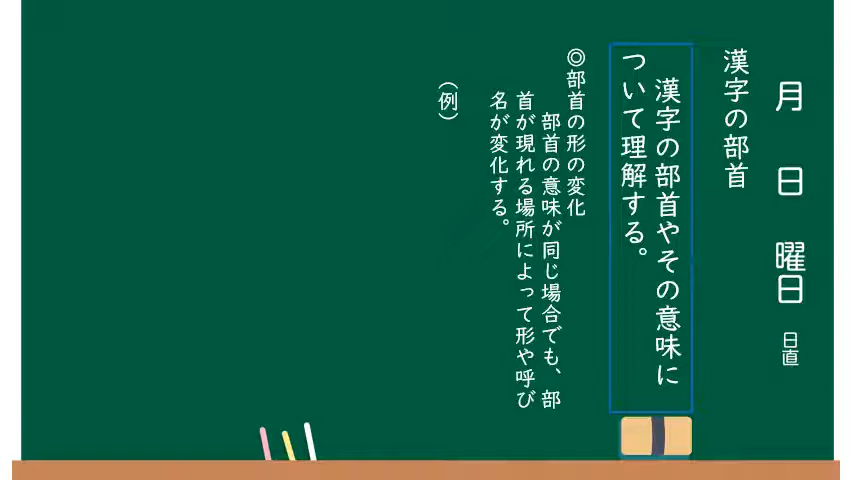 月 日 曜日 日直
漢字の部首
漢字の部首やその意味に
ついて理解する。
◎部首の形の変化
部首の意味が同じ場合でも、部
首が現れる場所によって形や呼び
名が変化する。
(例)